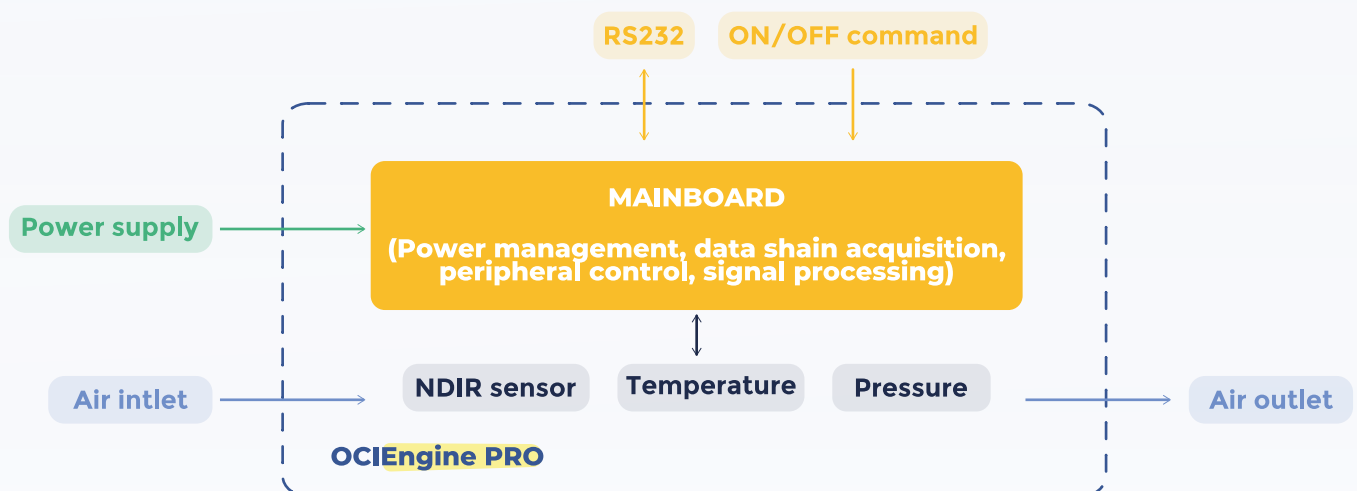 RS232
ON/OFF command
MAINBOARD
(Power management, data shain acquisition,
peripheral control, signal processing)
Power supply
NDIR sensor
Temperature
Pressure
Air intlet
Air outlet
OCIEngine PRO